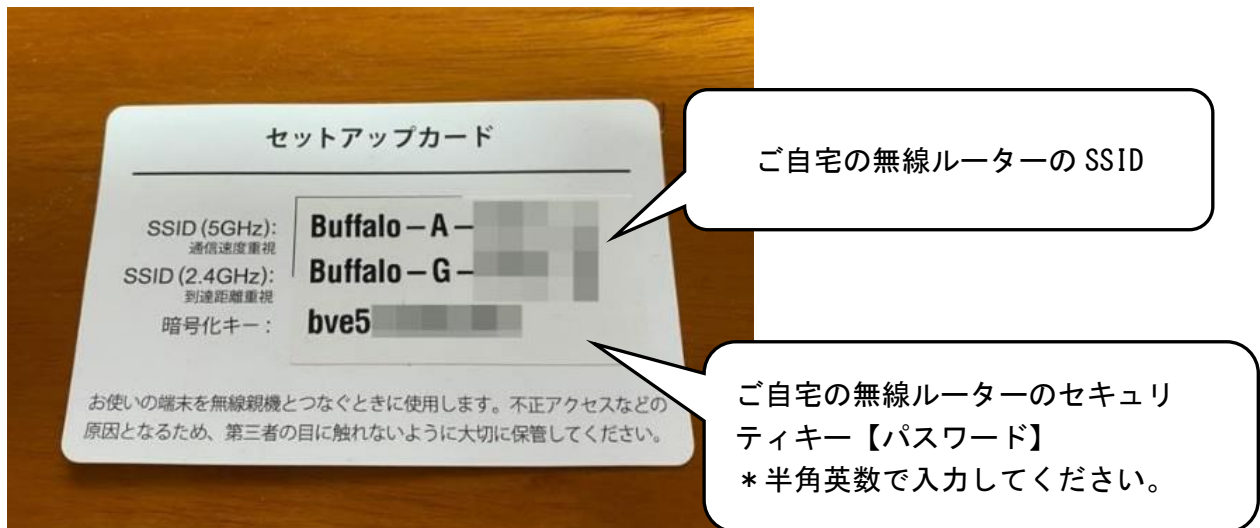 セットアップカード
SSID (5GHz): Buffalo－A－
通信速度重視
SSID (2.4GHz): Buffalo－G－
到達距離重視
暗号化キー： bve5
お使いの端末を無線親機とつなぐときに使用します。不正アクセスなどの
原因となるため、第三者の目に触れないように大切に保管してください。
ご自宅の無線ルーターの SSID
ご自宅の無線ルーターのセキュリ
ティキー【パスワード】
＊半角英数で入力してください。